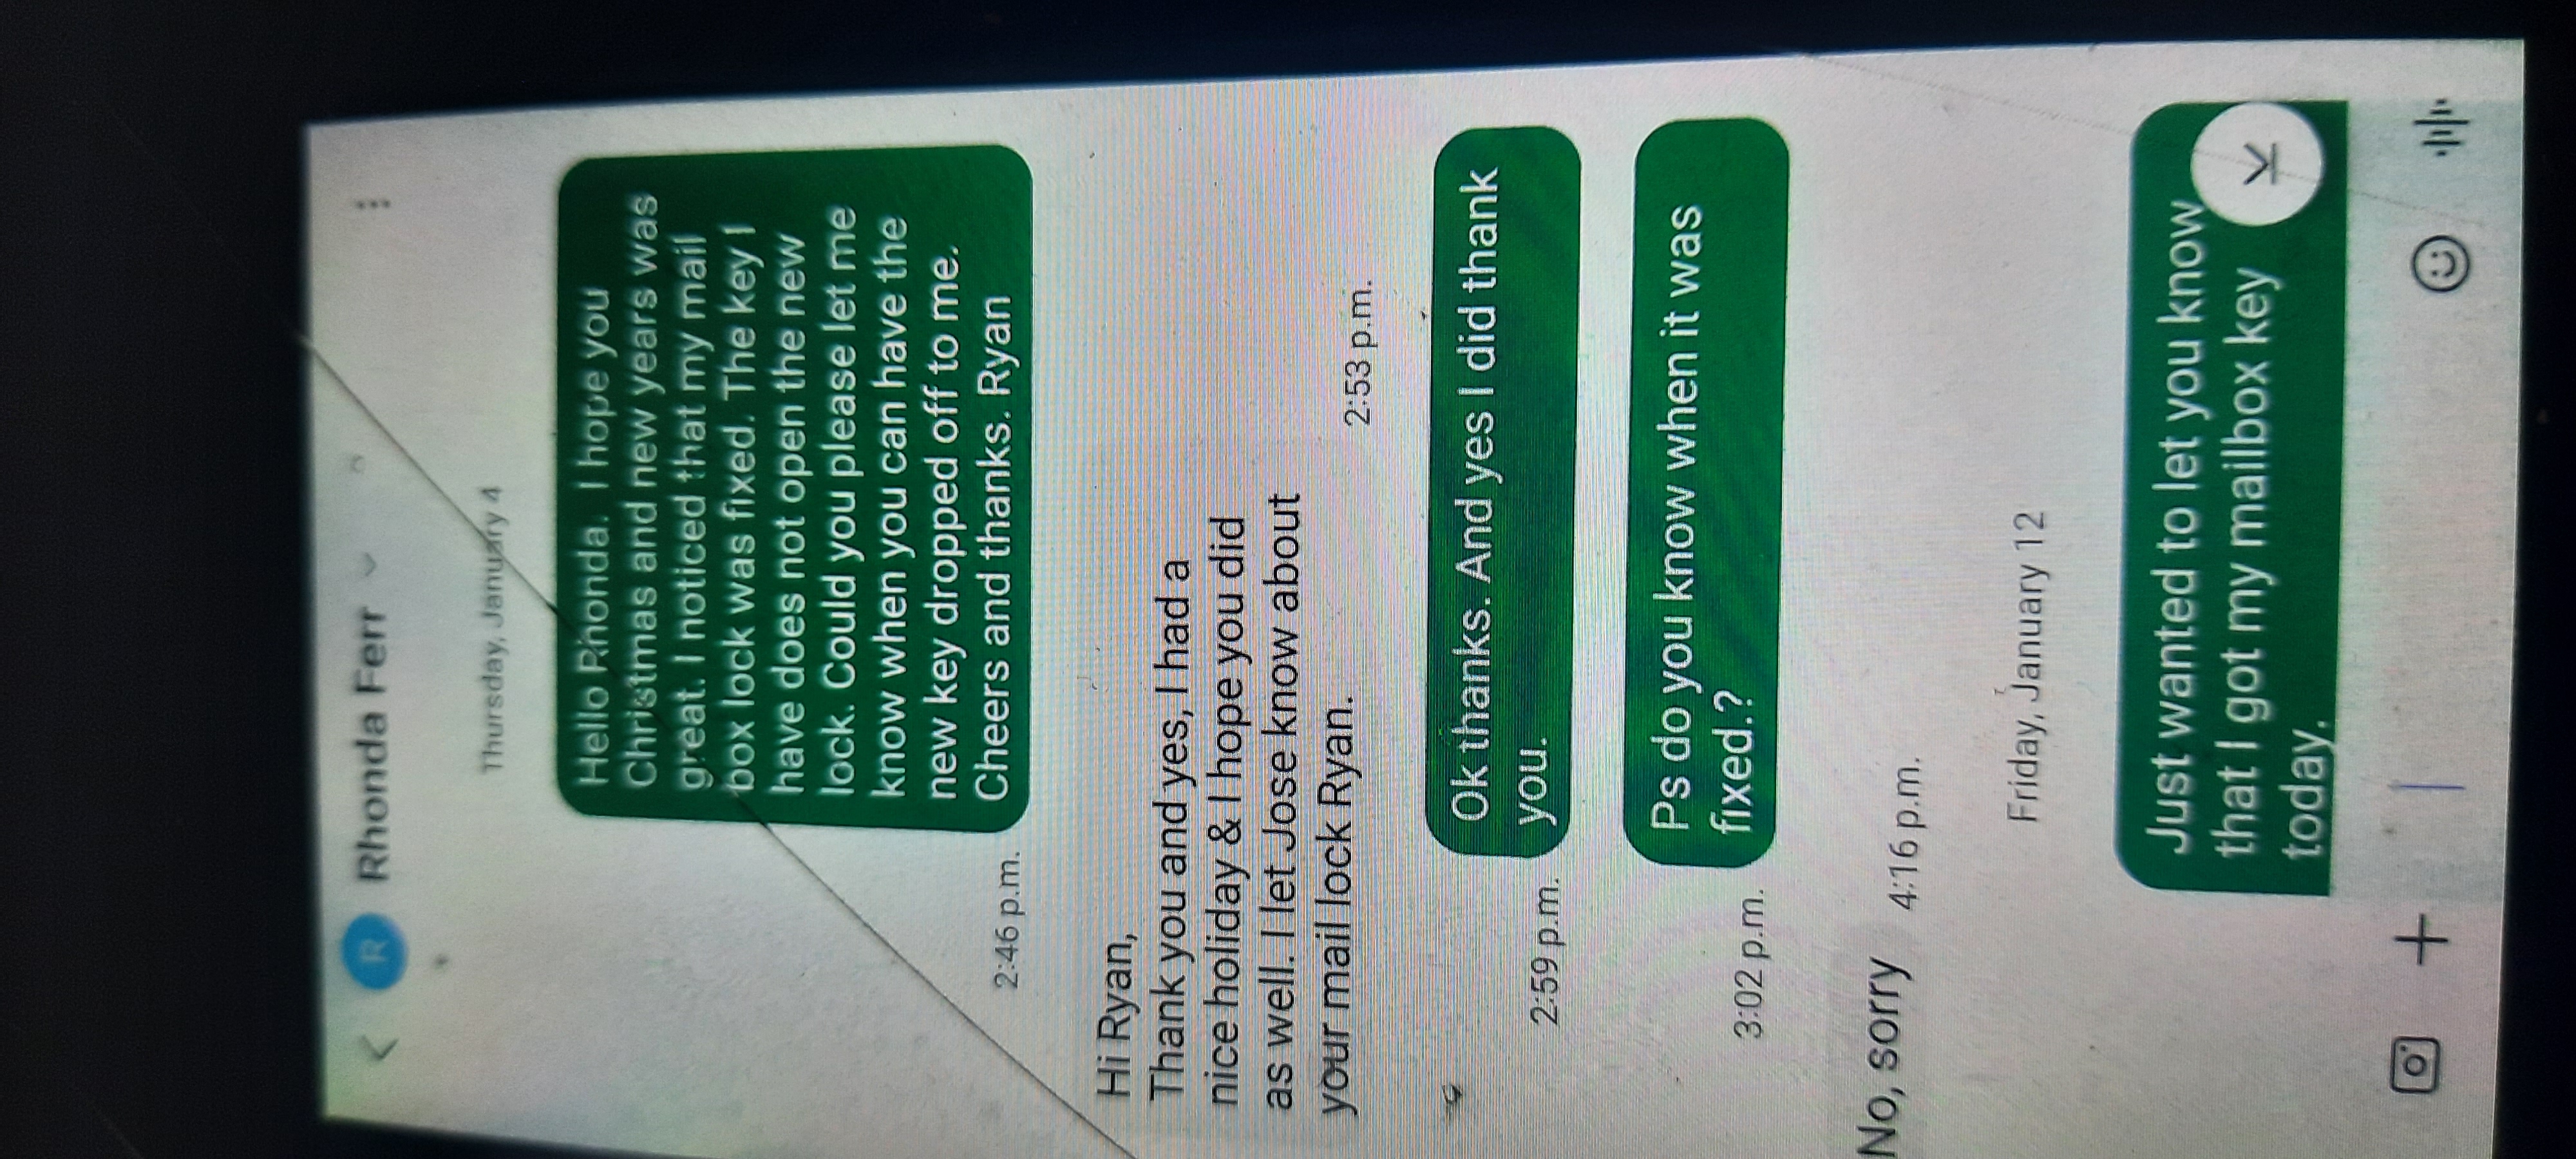 Rhonda Ferr
Thursday, January 4
Hello Rhonda. I hope you
Christmas and new years was
great. I noticed that my mail
box lock was fixed. The key I
have does not open the new
lock. Could you please let me
know when you can have the
new key dropped off to me.
Cheers and thanks. Ryan
2:46 p.m.
Hi Ryan,
Thank you and yes, I had a
nice holiday & I hope you did
as well. I let Jose know about
your mail lock Ryan.
2:53 p.m.
Ok thanks. And yes I did thank
you.
2:59 p.m.
Ps do you know when it was
fixed.?
3:02 p.m.
No, sorry
4:16 p.m.
Friday, January 12
Just wanted to let you know
that I got my mailbox key
today.